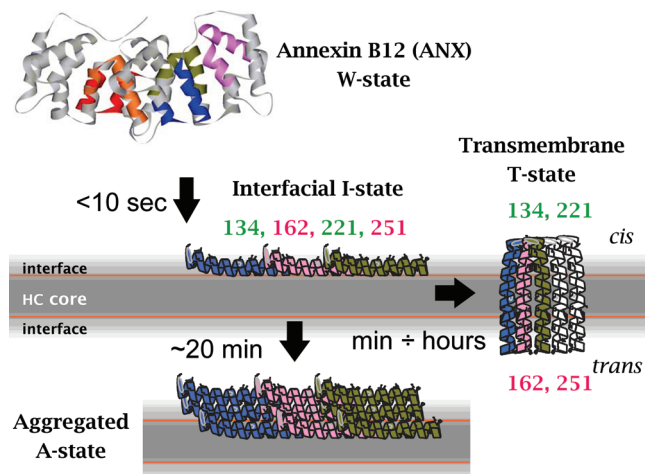 Annexin B12 (ANX)
W-state
<10 sec
Interfacial I-state
134, 162, 221, 251
Transmembrane
T-state
134, 221
cis
interface
HC core
interface
~20 min
min ÷ hours
trans
162, 251
Aggregated
A-state